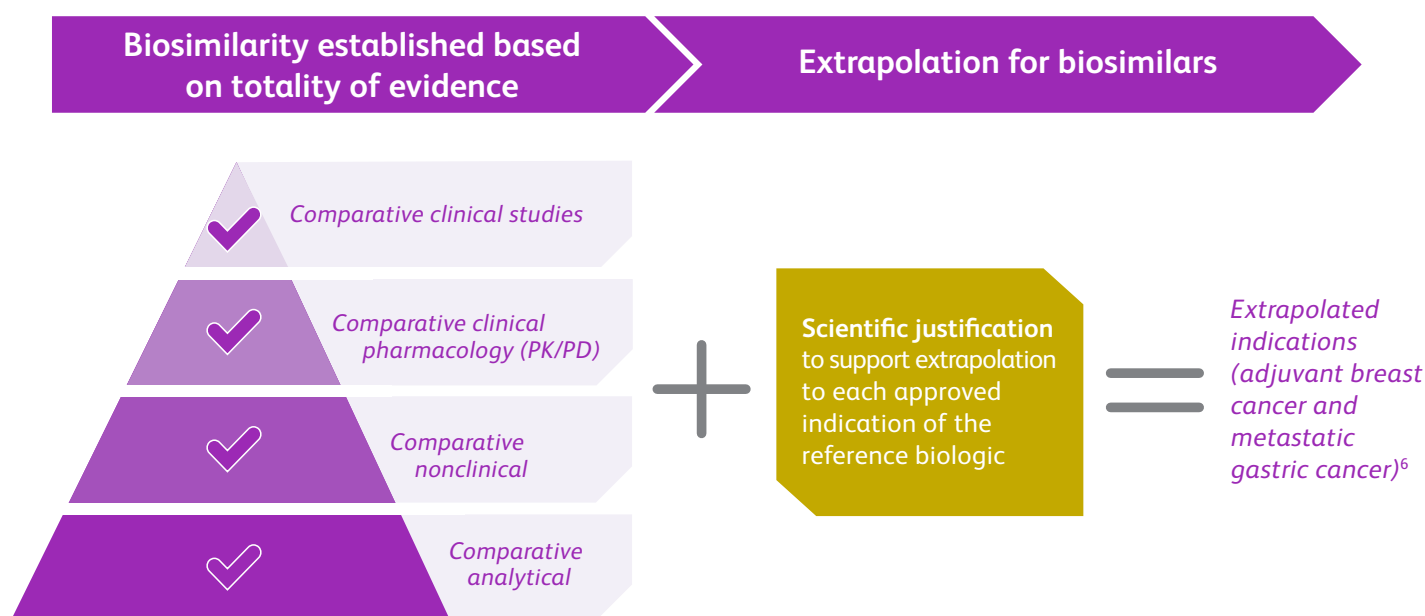 Biosimilarity established based
on totality of evidence
Extrapolation for biosimilars
Comparative clinical studies
Comparative clinical
pharmacology (PK/PD)
Comparative
nonclinical
Comparative
analytical
Scientific justification
to support extrapolation
to each approved
indication of the
reference biologic
Extrapolated
indications
(adjuvant breast
cancer and
metastatic
gastric cancer)⁶